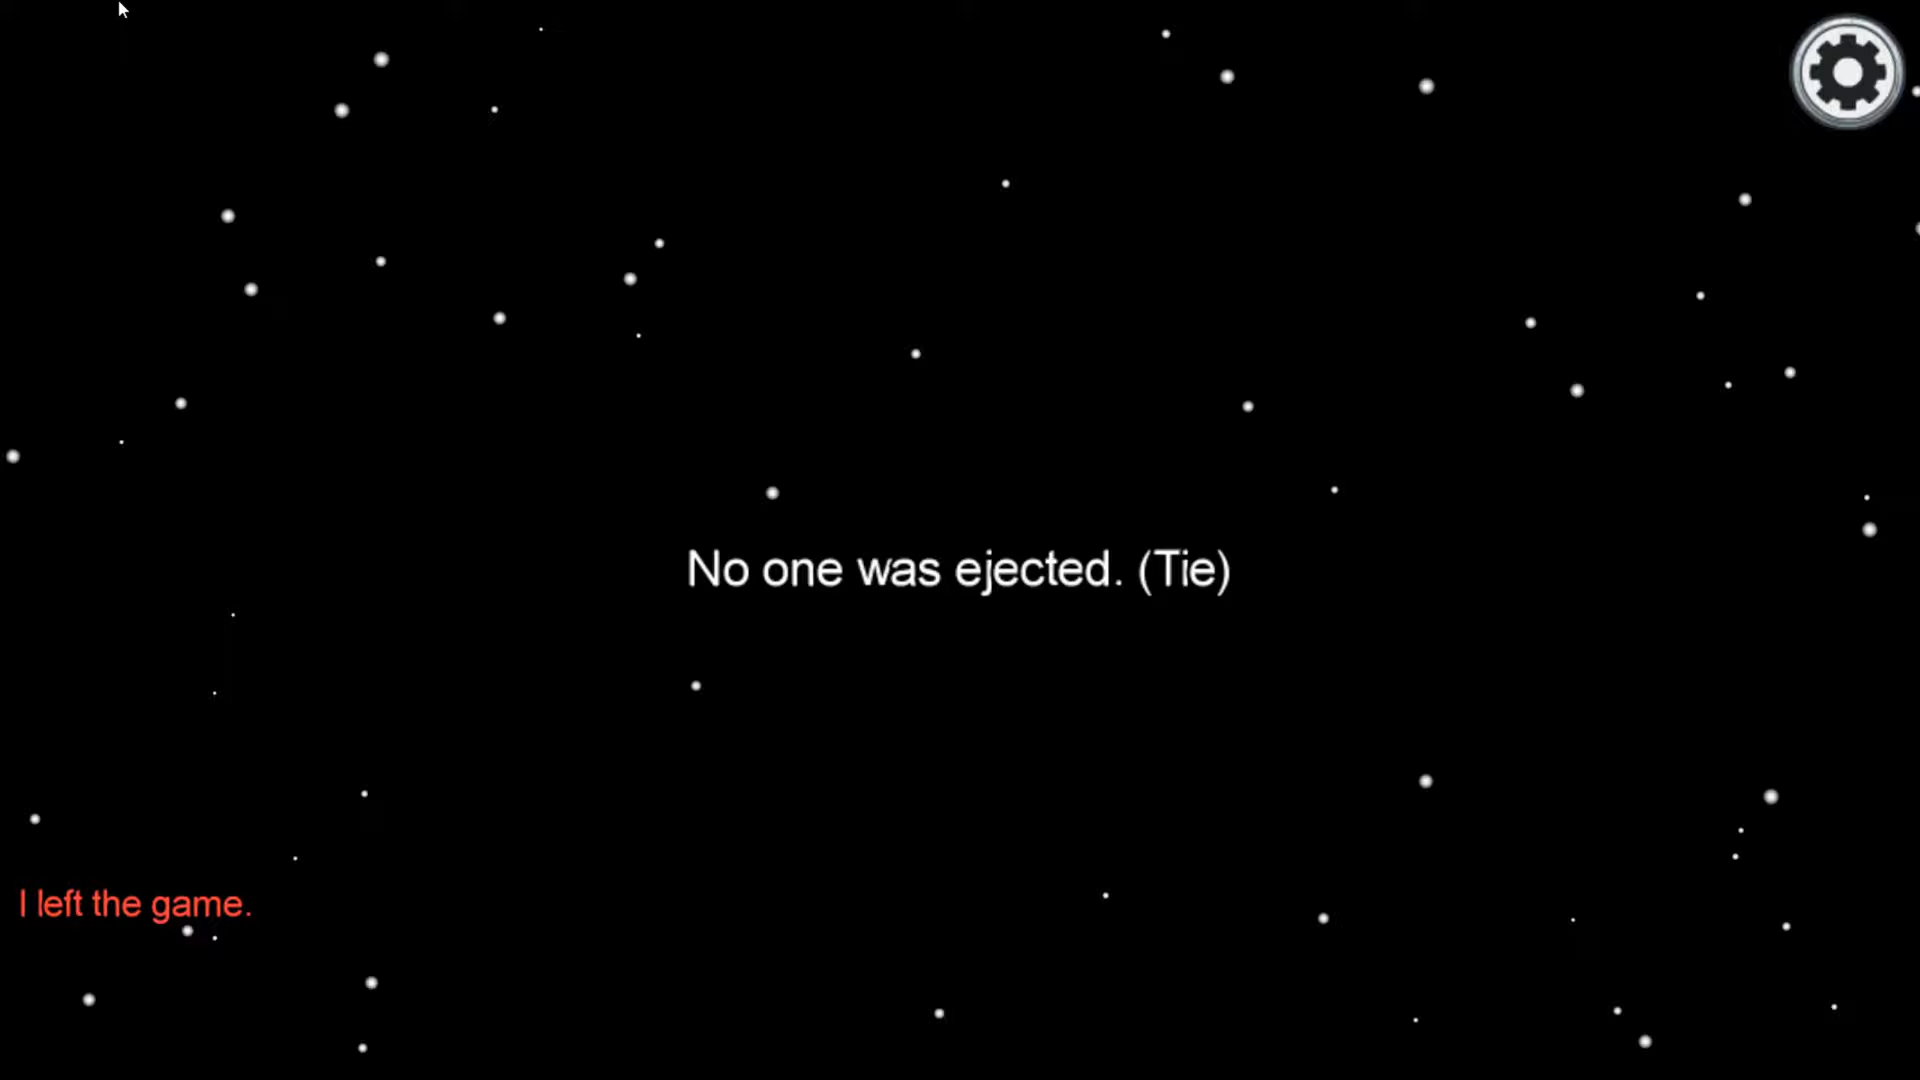 No one was ejected. (Tie)
I left the game.